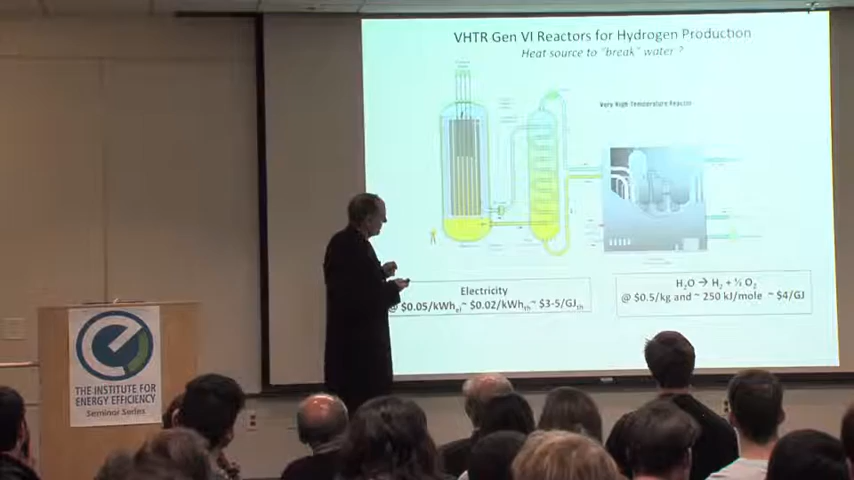 VHTR Gen VI Reactors for Hydrogen Production
Heat source to "break" water ?
Very High Temperature Reactor
Electricity
@ $0.05/kWhe ~ $0.02/kWhth ~ $3-5/GJth
H2O → H2 + ½ O2
@ $0.5/kg and ~ 250 kJ/mole ~ $4/GJ
THE INSTITUTE FOR
ENERGY EFFICIENCY
Seminar Series